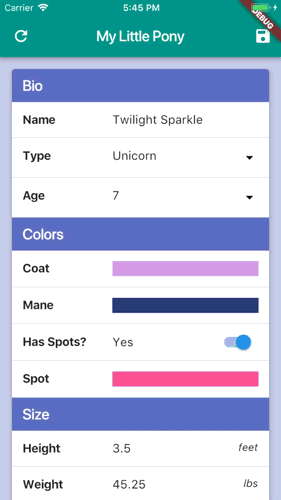 Carrier 5:45 PM
DEBUG
My Little Pony
Bio
Name Twilight Sparkle
Type Unicorn
Age 7
Colors
Coat
Mane
Has Spots? Yes
Spot
Size
Height 3.5 feet
Weight 45.25 lbs